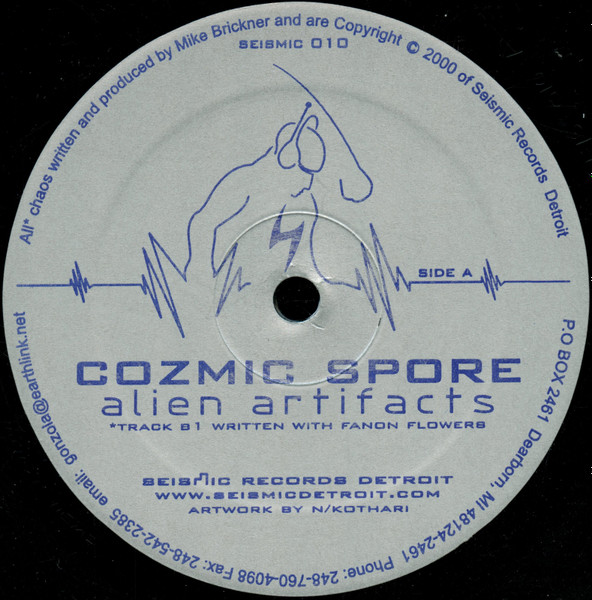 All* chaos written and produced by Mike Brickner and are Copyright © 2000 of Seismic Records Detroit
SEISMIC 010
SIDE A
COZMIC SPORE
alien artifacts
*TRACK B1 WRITTEN WITH FANON FLOWERS
SEISMIC RECORDS DETROIT
WWW.SEISMICDETROIT.COM
ARTWORK BY N/KOTHARI
P.O BOX 2461 Dearborn, MI 48124-2461 Phone: 248-760-4098 Fax: 248-542-2385 email: gonzola@earthlink.net